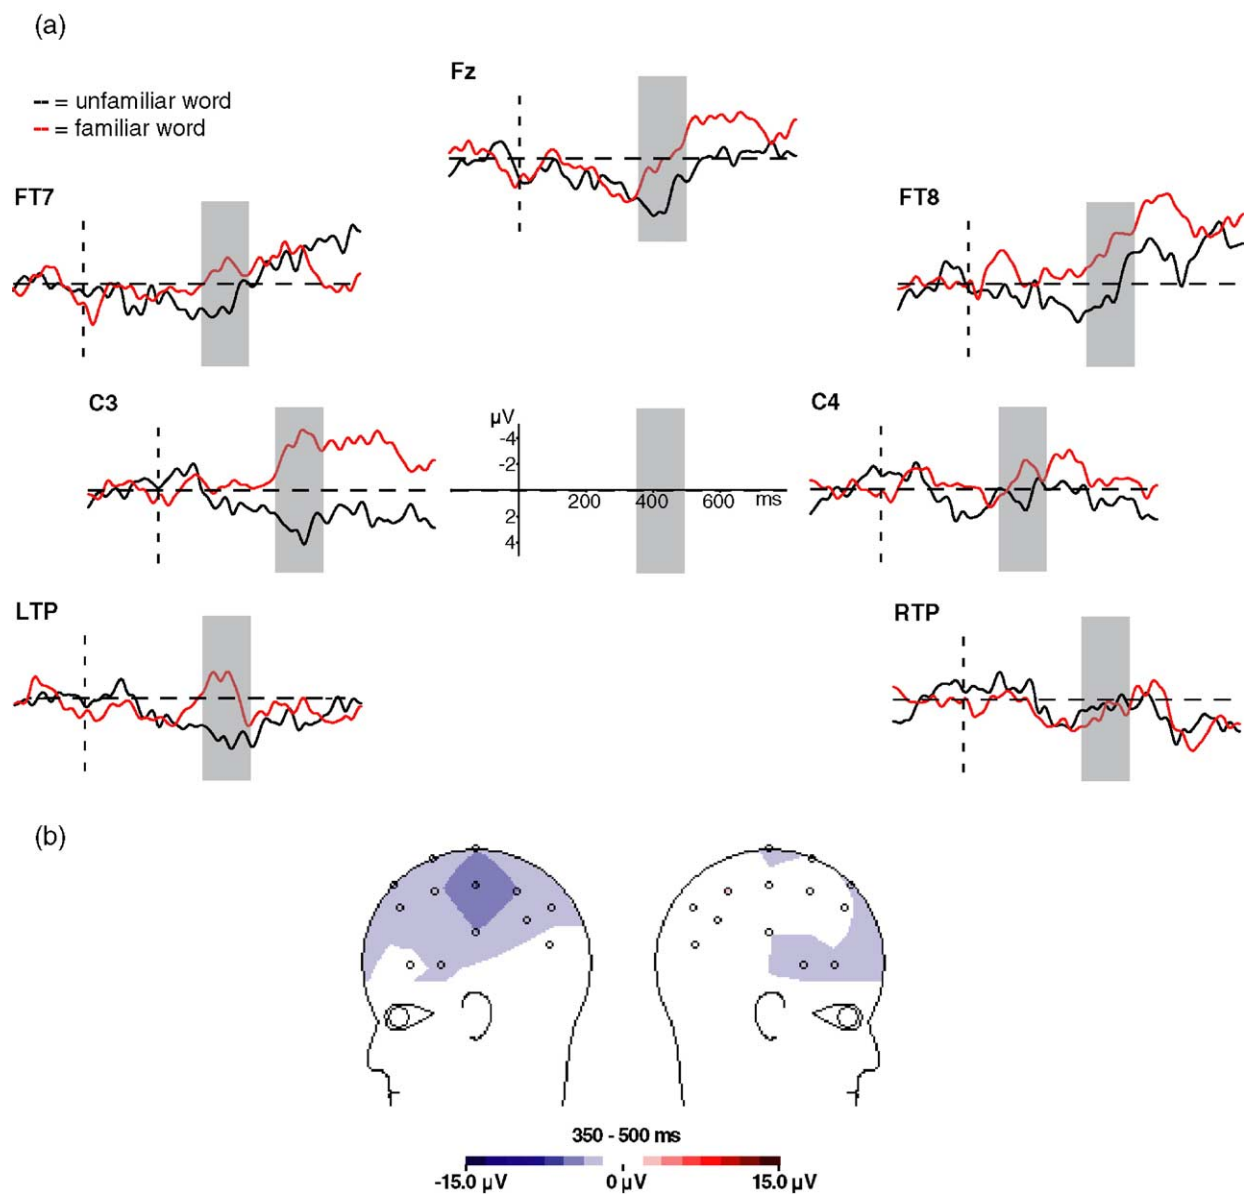 (a)
Fz
-- = unfamiliar word
-- = familiar word
FT7
FT8
C3
µV
-4
-2
200 400 600 ms
2
4
C4
LTP
RTP
(b)
350 - 500 ms
-15.0 µV 0 µV 15.0 µV